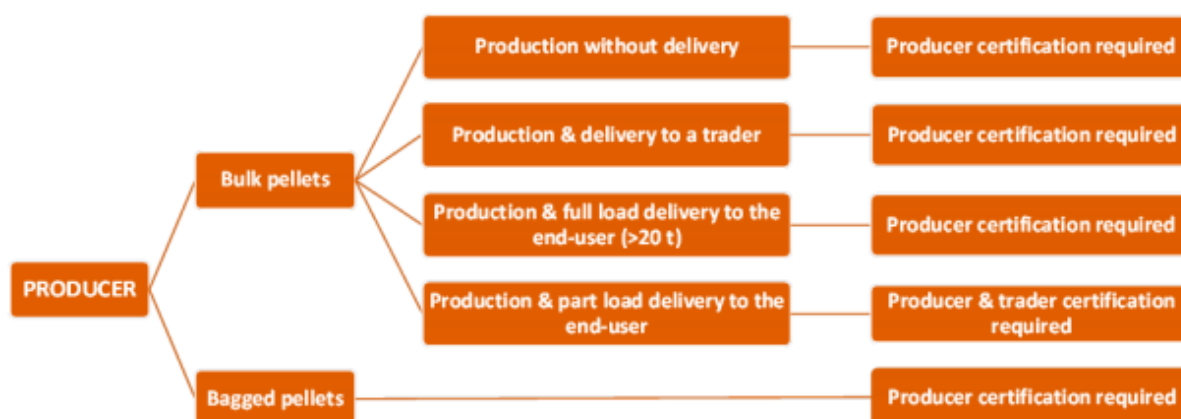 Production without delivery
Producer certification required
Production & delivery to a trader
Producer certification required
Bulk pellets
Production & full load delivery to the
end-user (>20 t)
Producer certification required
PRODUCER
Production & part load delivery to the
end-user
Producer & trader certification
required
Bagged pellets
Producer certification required